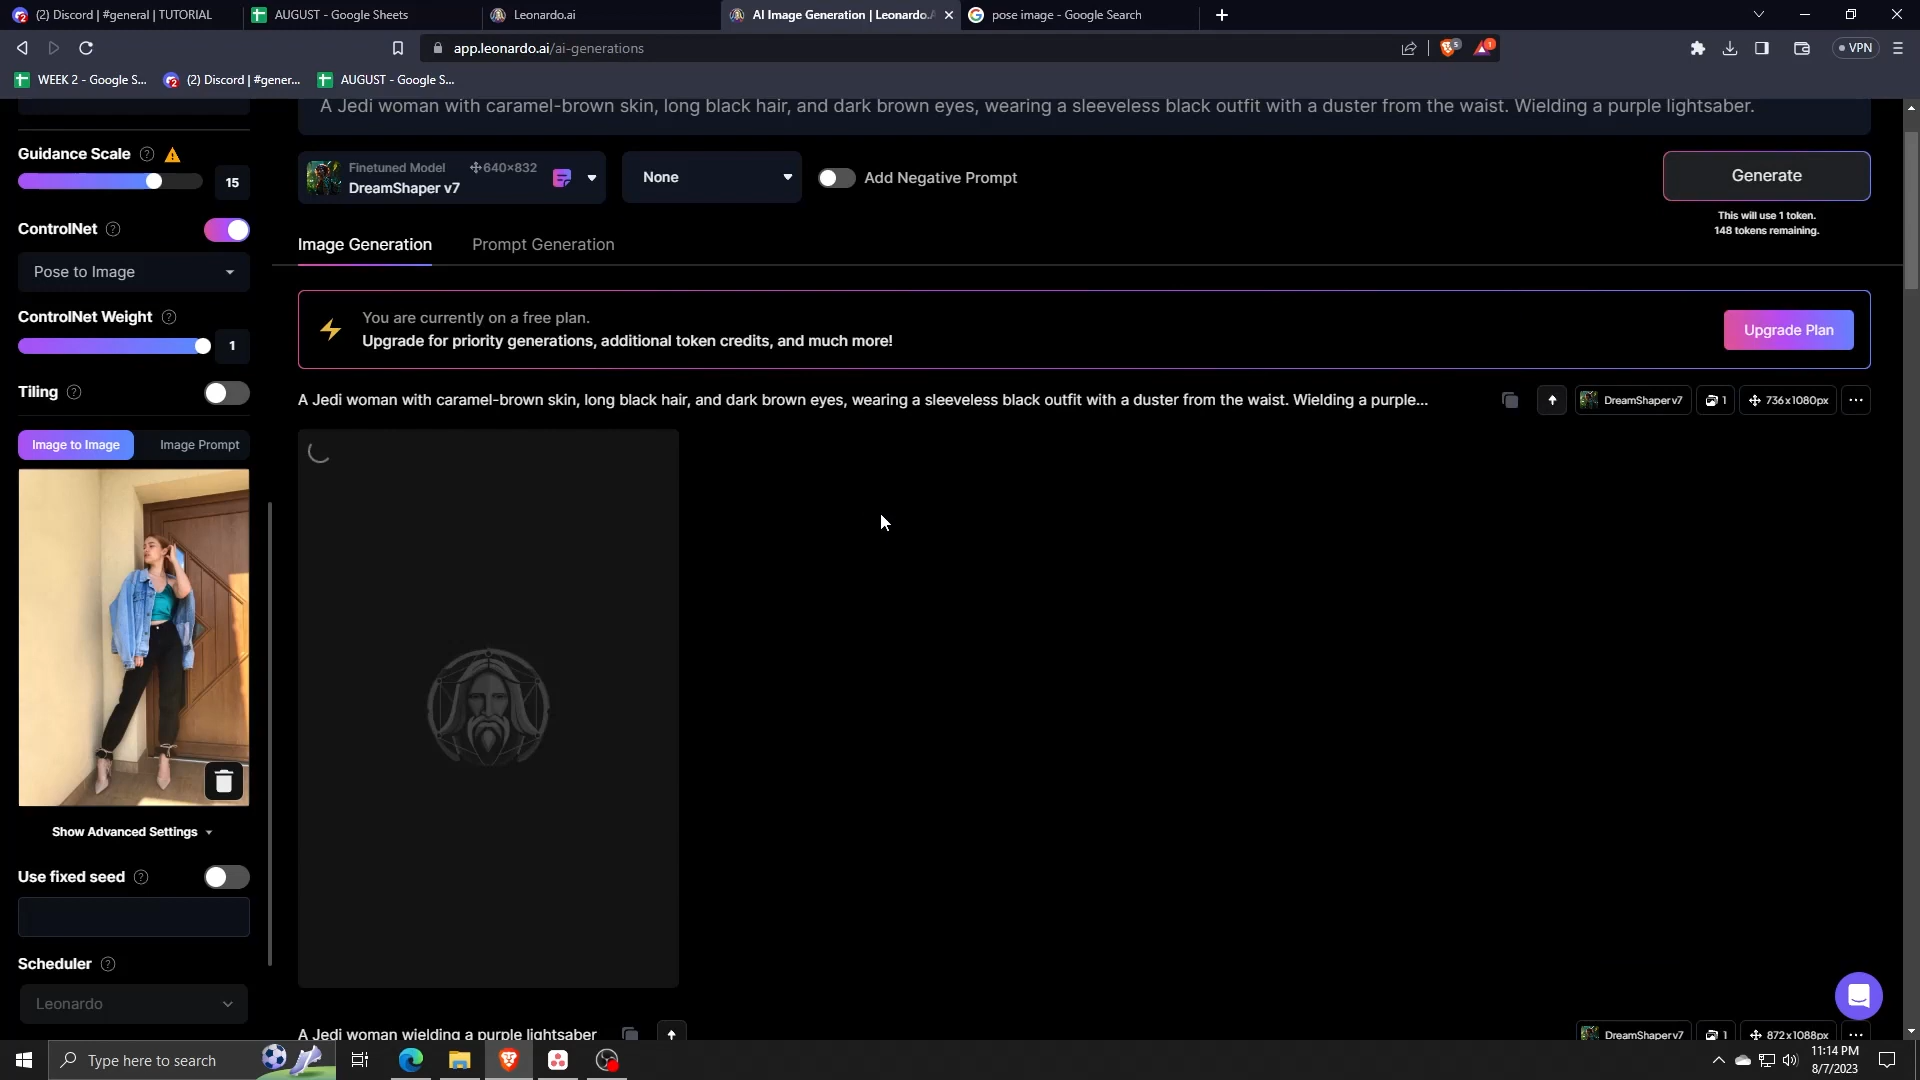 (2) Discord | #general | TUTORIAL
AUGUST - Google Sheets
Leonardo.ai
AI Image Generation | Leonardo.A
pose image - Google Search
app.leonardo.ai/ai-generations
5
1
VPN
WEEK 2 - Google S...
(2) Discord | #gener...
AUGUST - Google S...
A Jedi woman with caramel-brown skin, long black hair, and dark brown eyes, wearing a sleeveless black outfit with a duster from the waist. Wielding a purple lightsaber.
Guidance Scale
15
Finetuned Model
640×832
DreamShaper v7
None
Add Negative Prompt
Generate
This will use 1 token.
148 tokens remaining.
ControlNet
Pose to Image
Image Generation
Prompt Generation
ControlNet Weight
1
You are currently on a free plan.
Upgrade for priority generations, additional token credits, and much more!
Upgrade Plan
Tiling
A Jedi woman with caramel-brown skin, long black hair, and dark brown eyes, wearing a sleeveless black outfit with a duster from the waist. Wielding a purple...
DreamShaper v7
1
736x1080px
Image to Image
Image Prompt
Show Advanced Settings
Use fixed seed
Scheduler
Leonardo
A Jedi woman wielding a purple lightsaber
DreamShaper v7
1
872x1088px
Type here to search
11:14 PM
8/7/2023